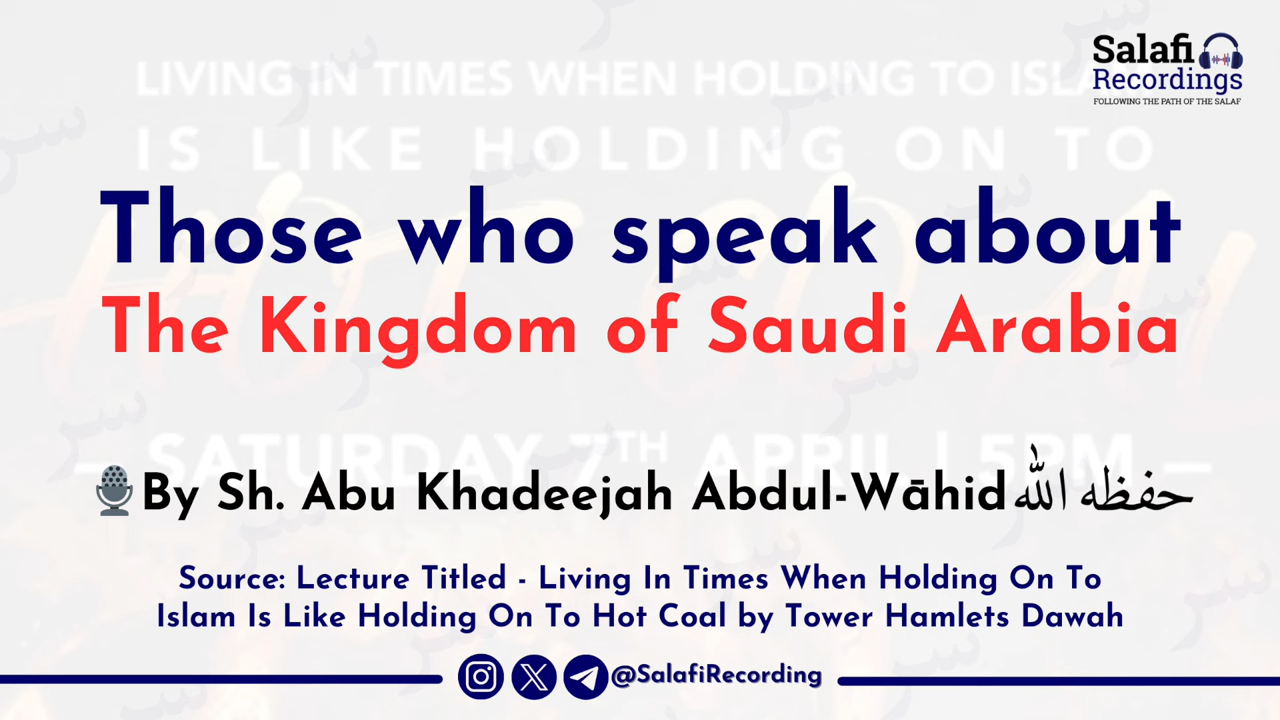 LIVING IN TIMES WHEN HOLDING TO ISLA
IS LIKE HOLDING ON TO
Salafi
Recordings
FOLLOWING THE PATH OF THE SALAF
Those who speak about
The Kingdom of Saudi Arabia
— SATURDAY 7TH APRIL | 5PM —
By Sh. Abu Khadeejah Abdul-Wāhid حفظه الله
Source: Lecture Titled - Living In Times When Holding On To
Islam Is Like Holding On To Hot Coal by Tower Hamlets Dawah
@SalafiRecording